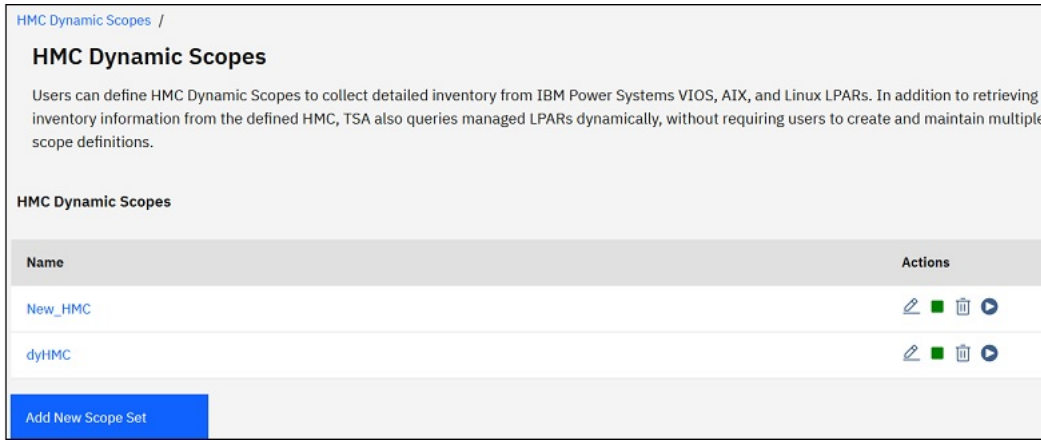 HMC Dynamic Scopes /
HMC Dynamic Scopes
Users can define HMC Dynamic Scopes to collect detailed inventory from IBM Power Systems VIOS, AIX, and Linux LPARs. In addition to retrieving
inventory information from the defined HMC, TSA also queries managed LPARs dynamically, without requiring users to create and maintain multiple
scope definitions.
HMC Dynamic Scopes
Name Actions
New_HMC
dyHMC
Add New Scope Set